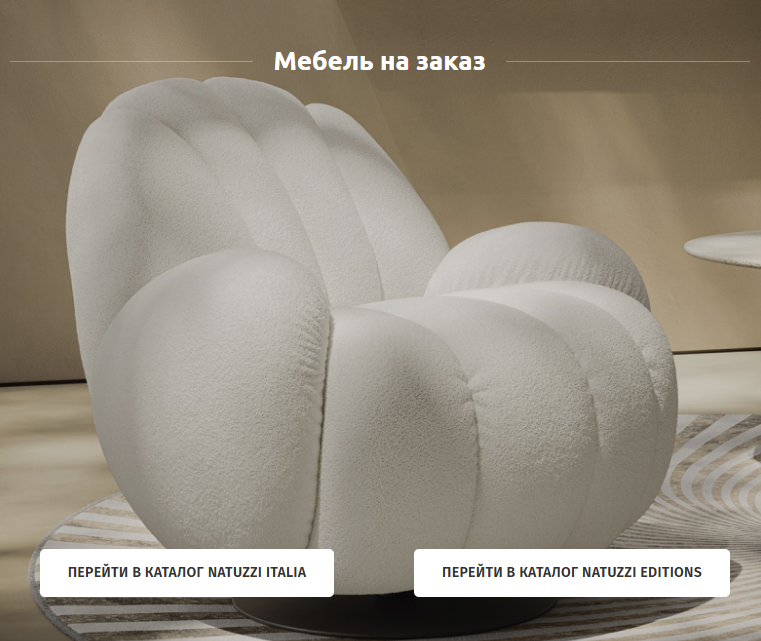 Мебель на заказ
ПЕРЕЙТИ В КАТАЛОГ NATUZZI ITALIA
ПЕРЕЙТИ В КАТАЛОГ NATUZZI EDITIONS